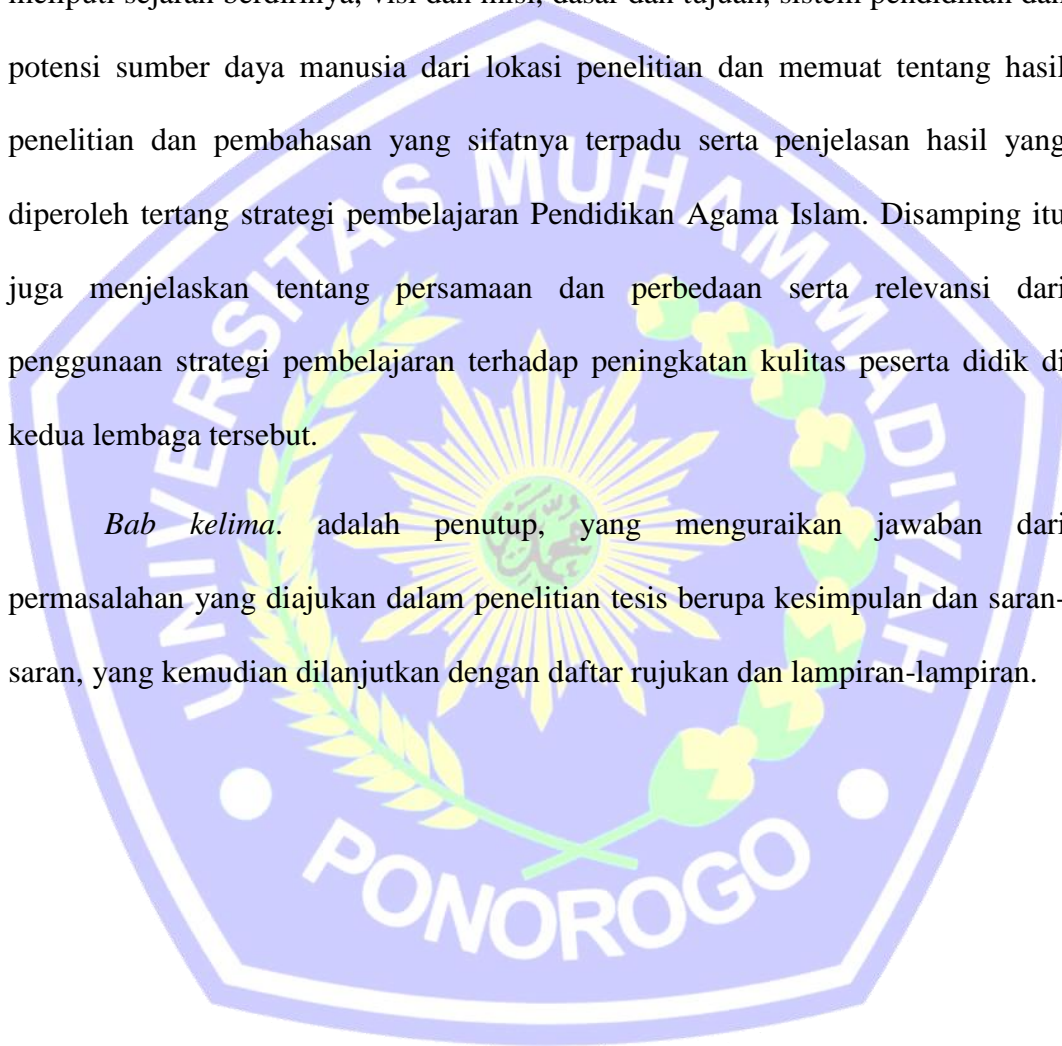 meliputi sejarah berdirinya, visi dan misi, dasar dan tujuan, sistem pendidikan dan
potensi sumber daya manusia dari lokasi penelitian dan memuat tentang hasil
penelitian dan pembahasan yang sifatnya terpadu serta penjelasan hasil yang
diperoleh tertang strategi pembelajaran Pendidikan Agama Islam. Disamping itu
juga menjelaskan tentang persamaan dan perbedaan serta relevansi dari
penggunaan strategi pembelajaran terhadap peningkatan kulitas peserta didik di
kedua lembaga tersebut.
Bab kelima. adalah penutup, yang menguraikan jawaban dari
permasalahan yang diajukan dalam penelitian tesis berupa kesimpulan dan saran-
saran, yang kemudian dilanjutkan dengan daftar rujukan dan lampiran-lampiran.
UNIVERSITAS MUHAMMADIYAH
PONOROGO